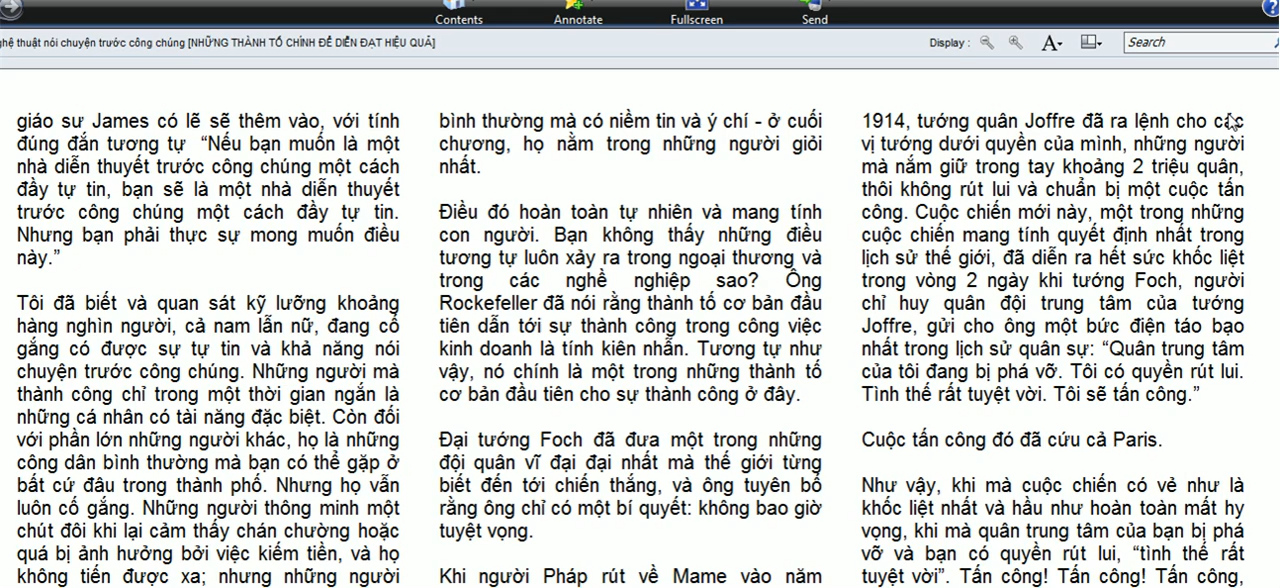 Contents
Annotate
Fullscreen
Send
?
hệ thuật nói chuyện trước công chúng [NHỮNG THÀNH TỐ CHÍNH ĐỂ DIỄN ĐẠT HIỆU QUẢ]
Display :
A
Search
giáo sư James có lẽ sẽ thêm vào, với tính
đúng đắn tương tự “Nếu bạn muốn là một
nhà diễn thuyết trước công chúng một cách
đầy tự tin, bạn sẽ là một nhà diễn thuyết
trước công chúng một cách đầy tự tin.
Nhưng bạn phải thực sự mong muốn điều
này.”
Tôi đã biết và quan sát kỹ lưỡng khoảng
hàng nghìn người, cả nam lẫn nữ, đang cố
gắng có được sự tự tin và khả năng nói
chuyện trước công chúng. Những người mà
thành công chỉ trong một thời gian ngắn là
những cá nhân có tài năng đặc biệt. Còn đối
với phần lớn những người khác, họ là những
công dân bình thường mà bạn có thể gặp ở
bất cứ đâu trong thành phố. Nhưng họ vẫn
luôn cố gắng. Những người thông minh một
chút đôi khi lại cảm thấy chán chường hoặc
quá bị ảnh hưởng bởi việc kiếm tiền, và họ
không tiến được xa; nhưng những người
bình thường mà có niềm tin và ý chí - ở cuối
chương, họ nằm trong những người giỏi
nhất.
Điều đó hoàn toàn tự nhiên và mang tính
con người. Bạn không thấy những điều
tương tự luôn xảy ra trong ngoại thương và
trong các nghề nghiệp sao? Ông
Rockefeller đã nói rằng thành tố cơ bản đầu
tiên dẫn tới sự thành công trong công việc
kinh doanh là tính kiên nhẫn. Tương tự như
vậy, nó chính là một trong những thành tố
cơ bản đầu tiên cho sự thành công ở đây.
Đại tướng Foch đã đưa một trong những
đội quân vĩ đại đại nhất mà thế giới từng
biết đến tới chiến thắng, và ông tuyên bố
rằng ông chỉ có một bí quyết: không bao giờ
tuyệt vọng.
Khi người Pháp rút về Mame vào năm
1914, tướng quân Joffre đã ra lệnh cho các
vị tướng dưới quyền của mình, những người
mà nắm giữ trong tay khoảng 2 triệu quân,
thôi không rút lui và chuẩn bị một cuộc tấn
công. Cuộc chiến mới này, một trong những
cuộc chiến mang tính quyết định nhất trong
lịch sử thế giới, đã diễn ra hết sức khốc liệt
trong vòng 2 ngày khi tướng Foch, người
chỉ huy quân đội trung tâm của tướng
Joffre, gửi cho ông một bức điện táo bạo
nhất trong lịch sử quân sự: “Quân trung tâm
của tôi đang bị phá vỡ. Tôi có quyền rút lui.
Tình thế rất tuyệt vời. Tôi sẽ tấn công.”
Cuộc tấn công đó đã cứu cả Paris.
Như vậy, khi mà cuộc chiến có vẻ như là
khốc liệt nhất và hầu như hoàn toàn mất hy
vọng, khi mà quân trung tâm của bạn bị phá
vỡ và bạn có quyền rút lui, “tình thế rất
tuyệt vời”. Tấn công! Tấn công! Tấn công,